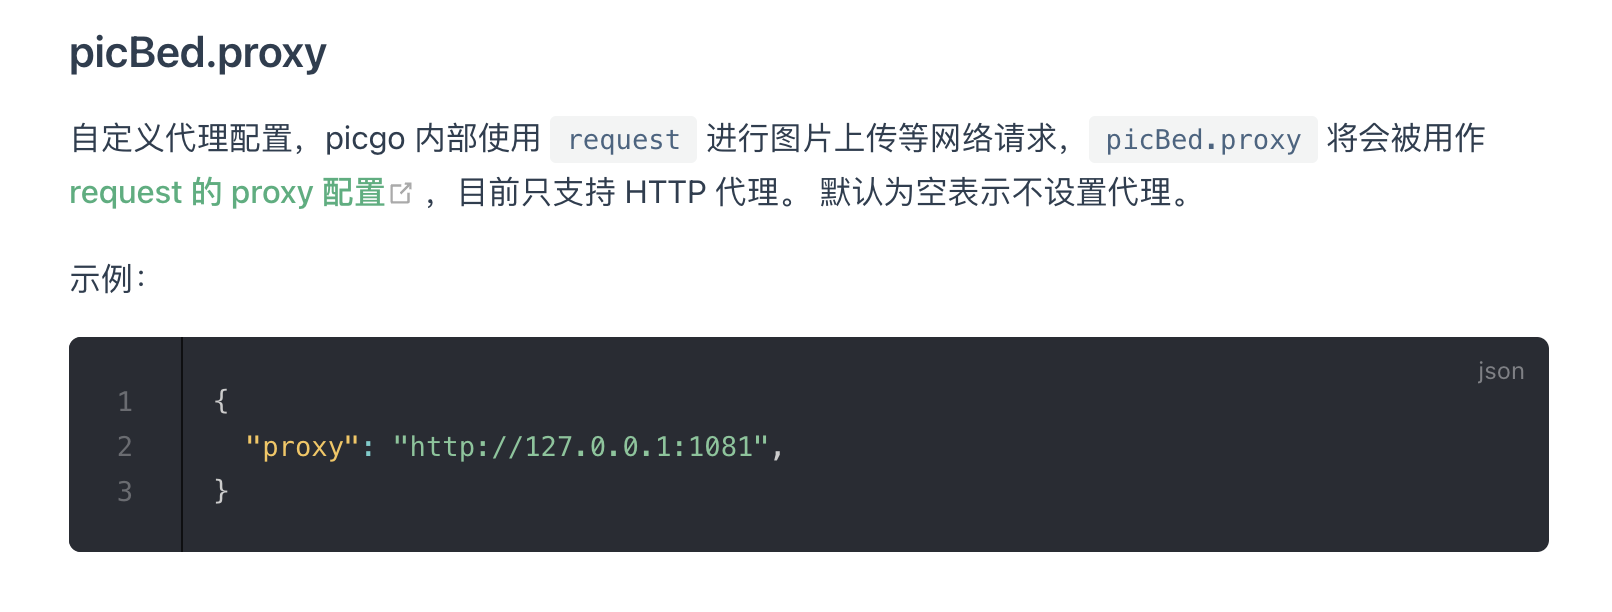 picBed.proxy
自定义代理配置，picgo 内部使用 request 进行图片上传等网络请求，picBed.proxy 将会被用作
request 的 proxy 配置 ，目前只支持 HTTP 代理。 默认为空表示不设置代理。
示例：
json
1 {
2   "proxy": "http://127.0.0.1:1081",
3 }